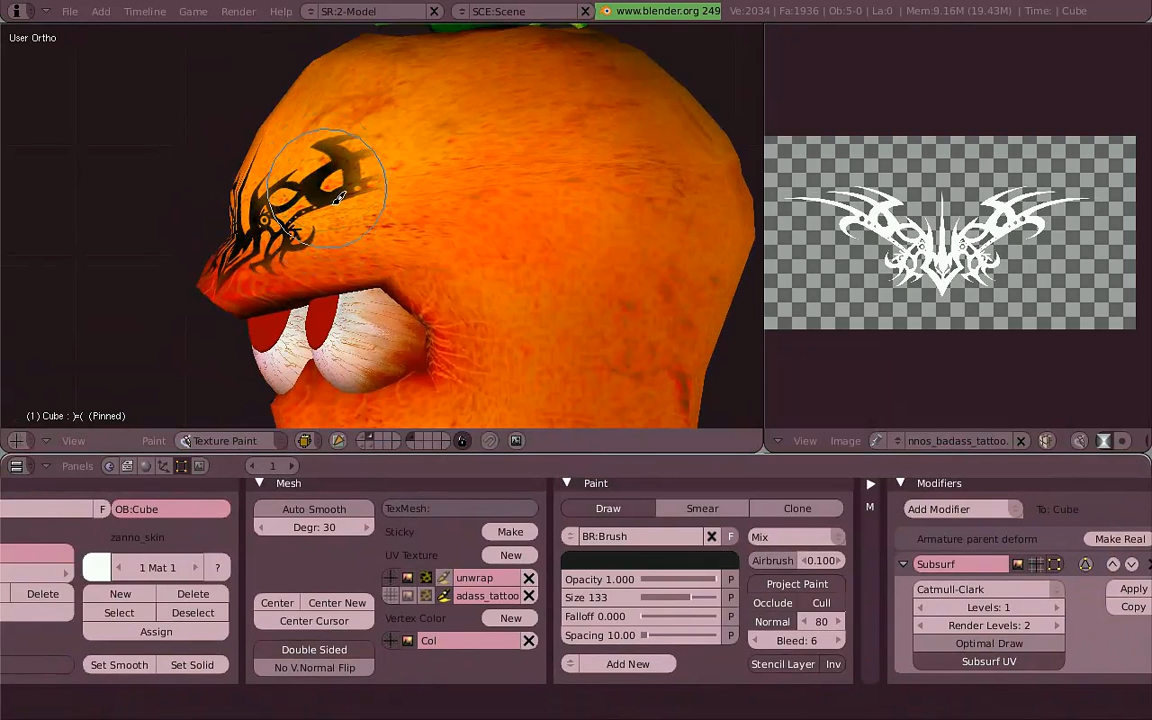 File Add Timeline Game Render Help SR:2-Model SCE:Scene www.blender.org 249 Ve:2034 | Fa:1936 | Ob:5-0 | La:0 | Mem:9.16M (19.43M) | Time: | Cube
User Ortho
(1) Cube : )=( (Pinned)
View Paint Texture Paint View Image nnos_badass_tattoo.
Panels 1
Mesh Paint Modifiers
F OB:Cube Auto Smooth TexMesh: Draw Smear Clone M Add Modifier To: Cube
Degr: 30 Sticky Make BR:Brush F Mix Armature parent deform Make Real
zanno_skin UV Texture New Airbrush 0.100 Subsurf
1 Mat 1 ? unwrap Opacity 1.000 P Project Paint Catmull-Clark Apply
Delete New Delete Center Center New adass_tattoo Size 133 P Occlude Cull Levels: 1 Copy
Select Deselect Center Cursor Vertex Color New Falloff 0.000 P Normal 80 Render Levels: 2
Assign Col Spacing 10.00 P Bleed: 6 Optimal Draw
Set Smooth Set Solid Double Sided Add New Stencil Layer Inv Subsurf UV
No V.Normal Flip